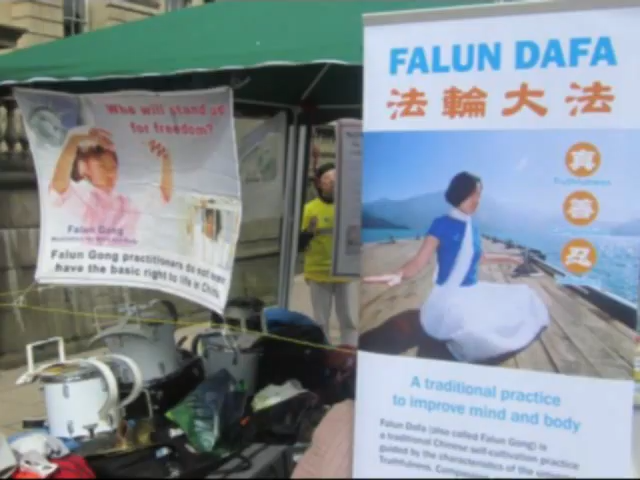 Who will stand up
for freedom?
Falun Gong
Falun Gong practitioners do not even
have the basic right to life in China
FALUN DAFA
法輪大法
真
Truthfulness
善
忍
A traditional practice
to improve mind and body
Falun Dafa (also called Falun Gong) is
a traditional Chinese self-cultivation practice
guided by the characteristics of the
Truthfulness,